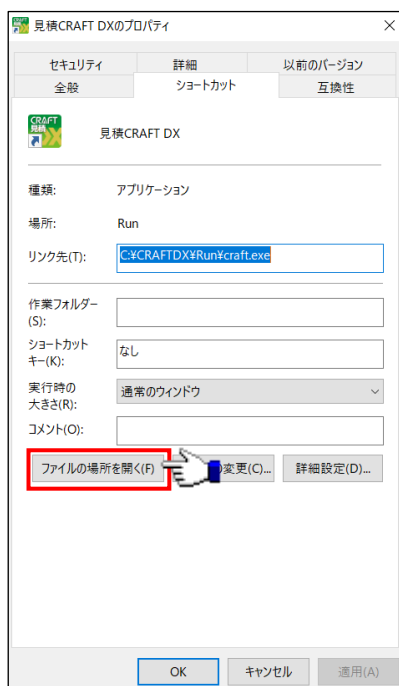 見積CRAFT DXのプロパティ
セキュリティ 詳細 以前のバージョン
全般 ショートカット 互換性
CRAFT
見積
見積CRAFT DX
種類: アプリケーション
場所: Run
リンク先(T): C:¥CRAFTDX¥Run¥craft.exe
作業フォルダー
(S):
ショートカット
キー(K): なし
実行時の
大きさ(R): 通常のウィンドウ
コメント(O):
ファイルの場所を開く(F) の変更(C)... 詳細設定(D)...
OK キャンセル 適用(A)